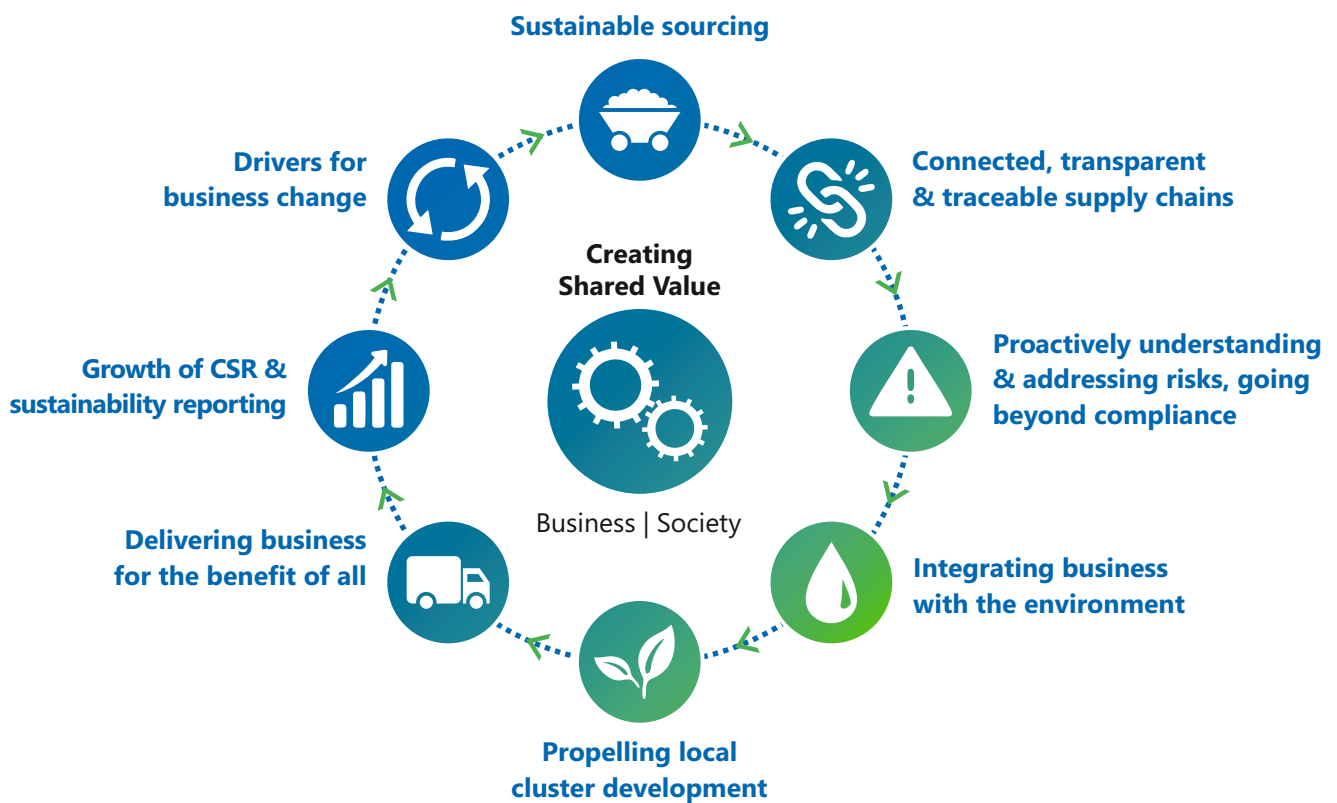 Sustainable sourcing
Connected, transparent
& traceable supply chains
Proactively understanding
& addressing risks, going
beyond compliance
Integrating business
with the environment
Propelling local
cluster development
Delivering business
for the benefit of all
Growth of CSR &
sustainability reporting
Drivers for
business change
Creating
Shared Value
Business | Society